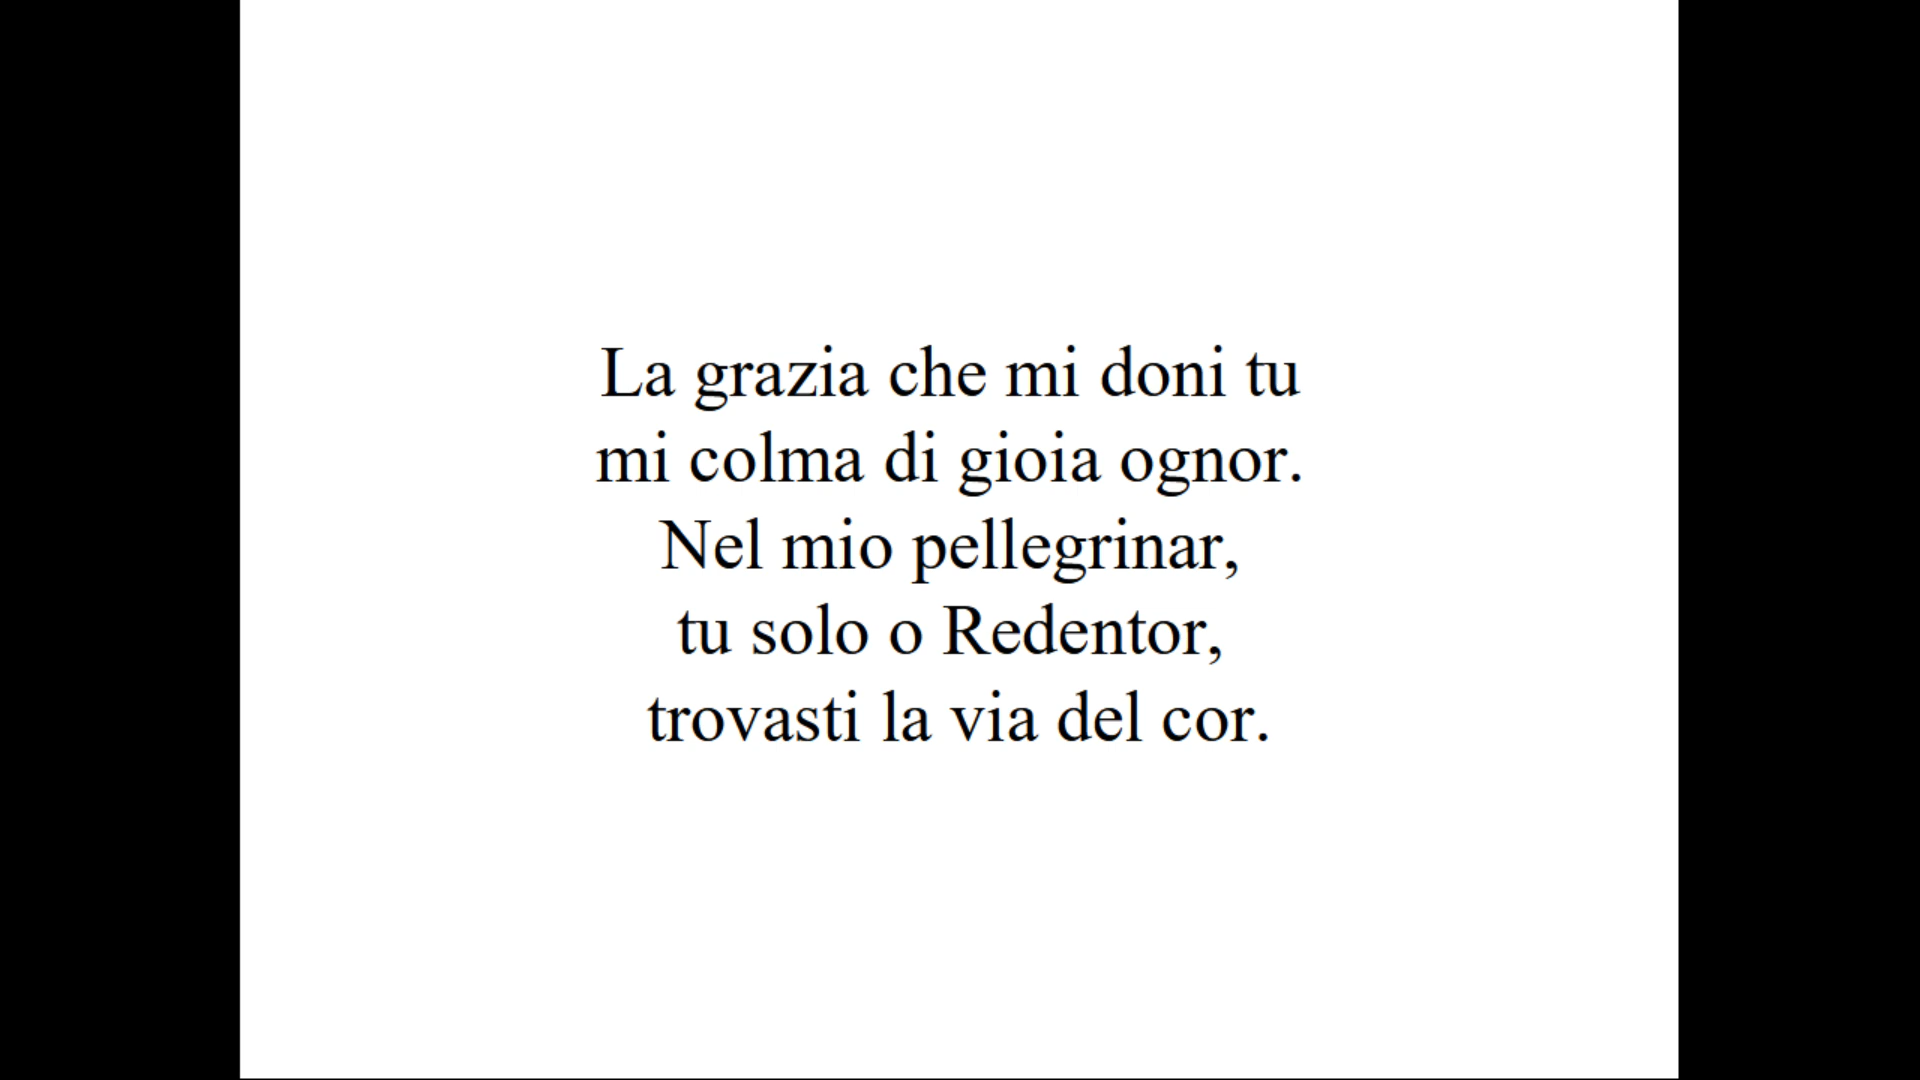 La grazia che mi doni tu
mi colma di gioia ognor.
Nel mio pellegrinar,
tu solo o Redentor,
trovasti la via del cor.